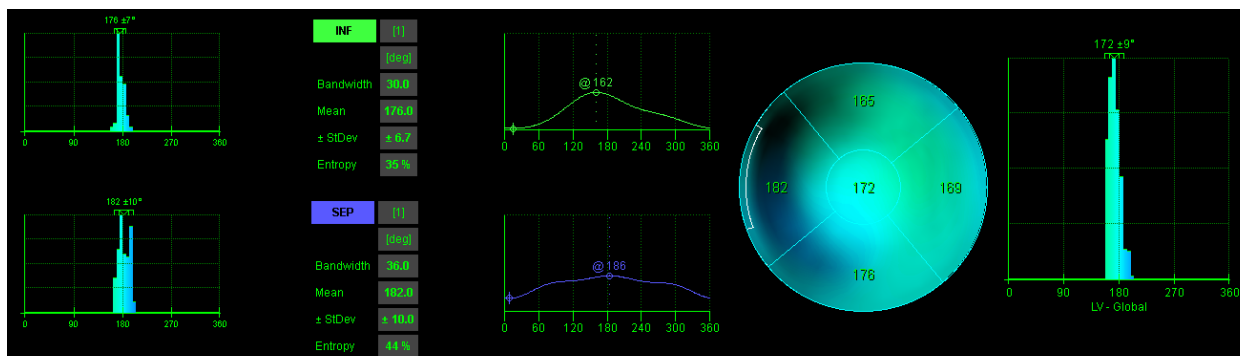 176 ±7°
0 90 180 270 360
INF [1]
[deg]
Bandwidth 30.0
Mean 176.0
± StDev ± 6.7
Entropy 35 %
@162
0 60 120 180 240 300 360
182 ±10°
0 90 180 270 360
SEP [1]
[deg]
Bandwidth 36.0
Mean 182.0
± StDev ± 10.0
Entropy 44 %
@186
0 60 120 180 240 300 360
165
182 172 169
176
172 ±9°
0 90 180 270 360
LV - Global